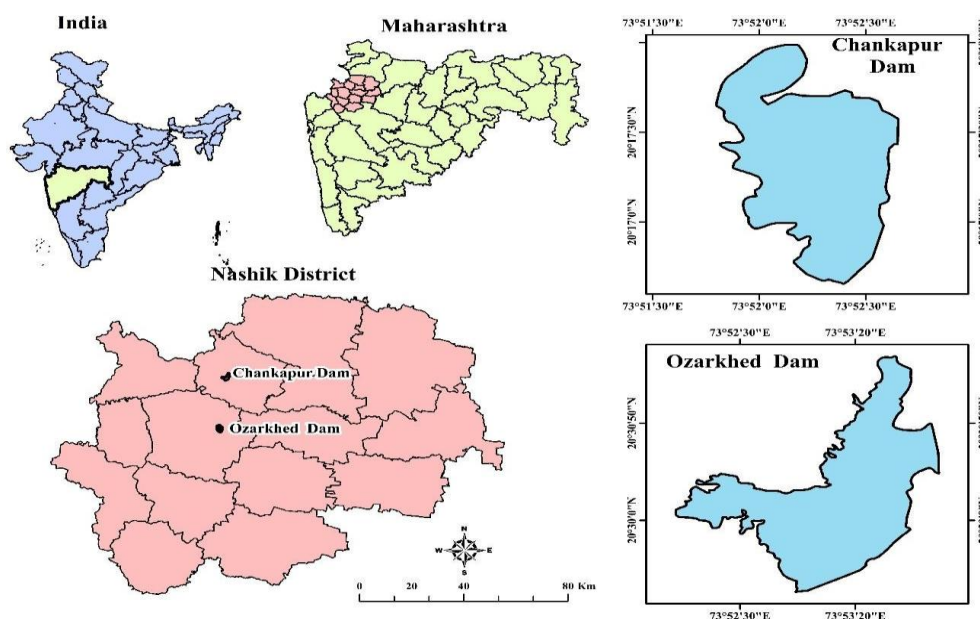 India
Maharashtra
Nashik District
Chankapur Dam
Ozarkhed Dam
N
W E
S
0 20 40 60 80 Km
73°51'30"E 73°52'0"E 73°52'30"E
Chankapur
Dam
20°17'30"N
20°17'0"N
73°51'30"E 73°52'0"E 73°52'30"E
73°52'30"E 73°53'20"E
Ozarkhed Dam
20°30'50"N
20°30'0"N
73°52'30"E 73°53'20"E